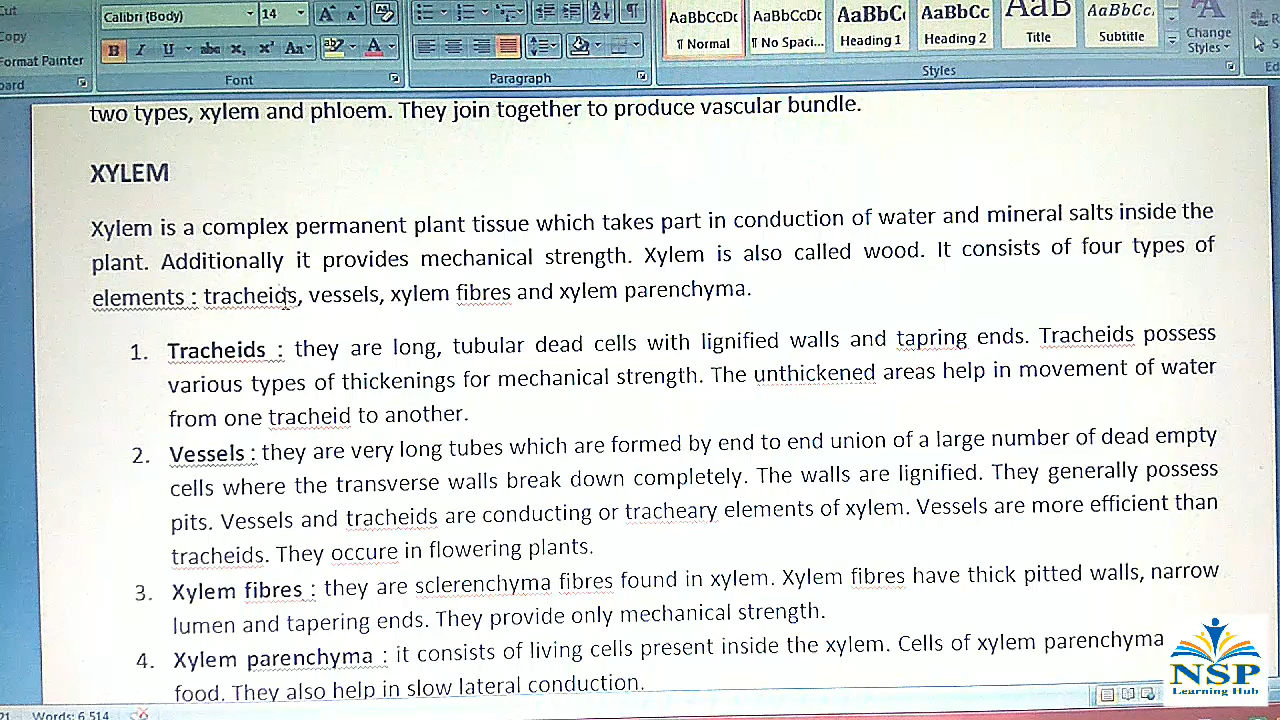 Cut
Calibri (Body) 14
AaBbCcDc AaBbCcDc AaBbC AaBbCc AaB AaBbCc.
Copy
¶ Normal ¶ No Spaci... Heading 1 Heading 2 Title Subtitle Change Styles
Format Painter
Font Paragraph Styles
two types, xylem and phloem. They join together to produce vascular bundle.
XYLEM
Xylem is a complex permanent plant tissue which takes part in conduction of water and mineral salts inside the
plant. Additionally it provides mechanical strength. Xylem is also called wood. It consists of four types of
elements : tracheids, vessels, xylem fibres and xylem parenchyma.
1. Tracheids : they are long, tubular dead cells with lignified walls and tapring ends. Tracheids possess
various types of thickenings for mechanical strength. The unthickened areas help in movement of water
from one tracheid to another.
2. Vessels : they are very long tubes which are formed by end to end union of a large number of dead empty
cells where the transverse walls break down completely. The walls are lignified. They generally possess
pits. Vessels and tracheids are conducting or tracheary elements of xylem. Vessels are more efficient than
tracheids. They occure in flowering plants.
3. Xylem fibres : they are sclerenchyma fibres found in xylem. Xylem fibres have thick pitted walls, narrow
lumen and tapering ends. They provide only mechanical strength.
4. Xylem parenchyma : it consists of living cells present inside the xylem. Cells of xylem parenchyma
food. They also help in slow lateral conduction.
NSP
Learning Hub
Words: 6,514